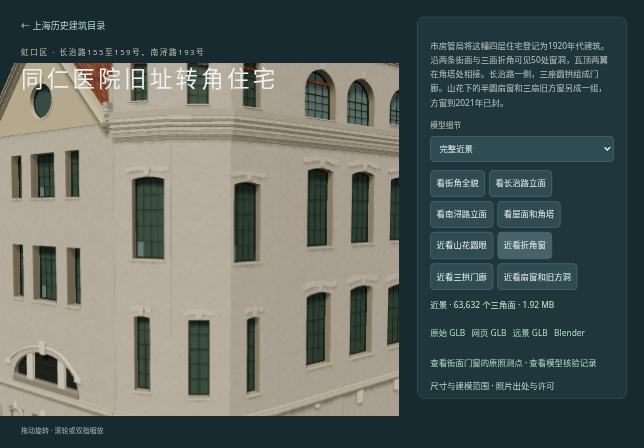 ← 上海历史建筑目录
虹口区 · 长治路155至159号、南浔路193号
同仁医院旧址转角住宅
拖动旋转 · 滚轮或双指缩放
市房管局将这幢四层住宅登记为1920年代建筑。
沿两条街面与三面折角可见50处窗洞，瓦顶两翼
在角塔处相接。长治路一侧，三座圆拱组成门
廊。山花下的半圆扇窗和三扇旧方窗另成一组，
方窗到2021年已封。
模型细节
完整近景
看街角全貌
看长治路立面
看南浔路立面
看屋面和角塔
近看山花圆眼
近看折角窗
近看三拱门廊
近看扇窗和旧方洞
近景 · 63,632 个三角面 · 1.92 MB
原始 GLB 网页 GLB 远景 GLB Blender
查看街面门窗的原照测点 · 查看模型核验记录
尺寸与建模范围 · 照片出处与许可